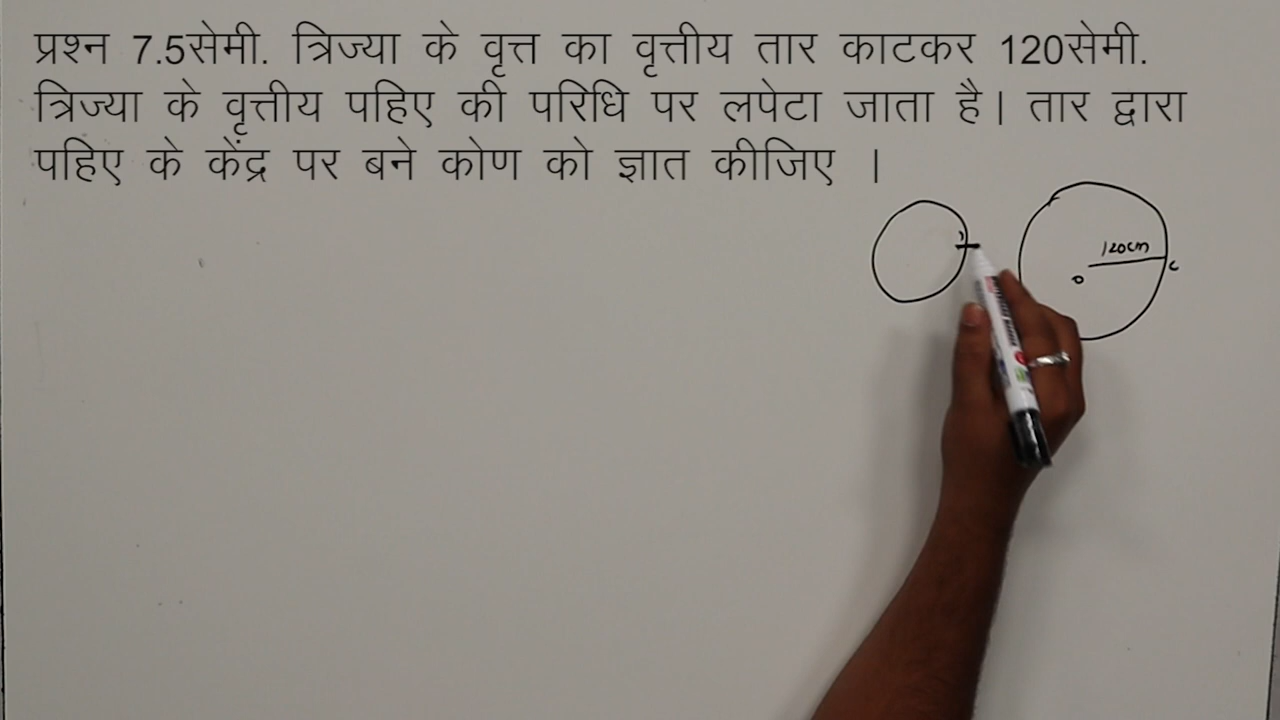 प्रश्न 7.5सेमी. त्रिज्या के वृत्त का वृत्तीय तार काटकर 120सेमी.
त्रिज्या के वृत्तीय पहिए की परिधि पर लपेटा जाता है। तार द्वारा
पहिए के केंद्र पर बने कोण को ज्ञात कीजिए ।
120cm
O